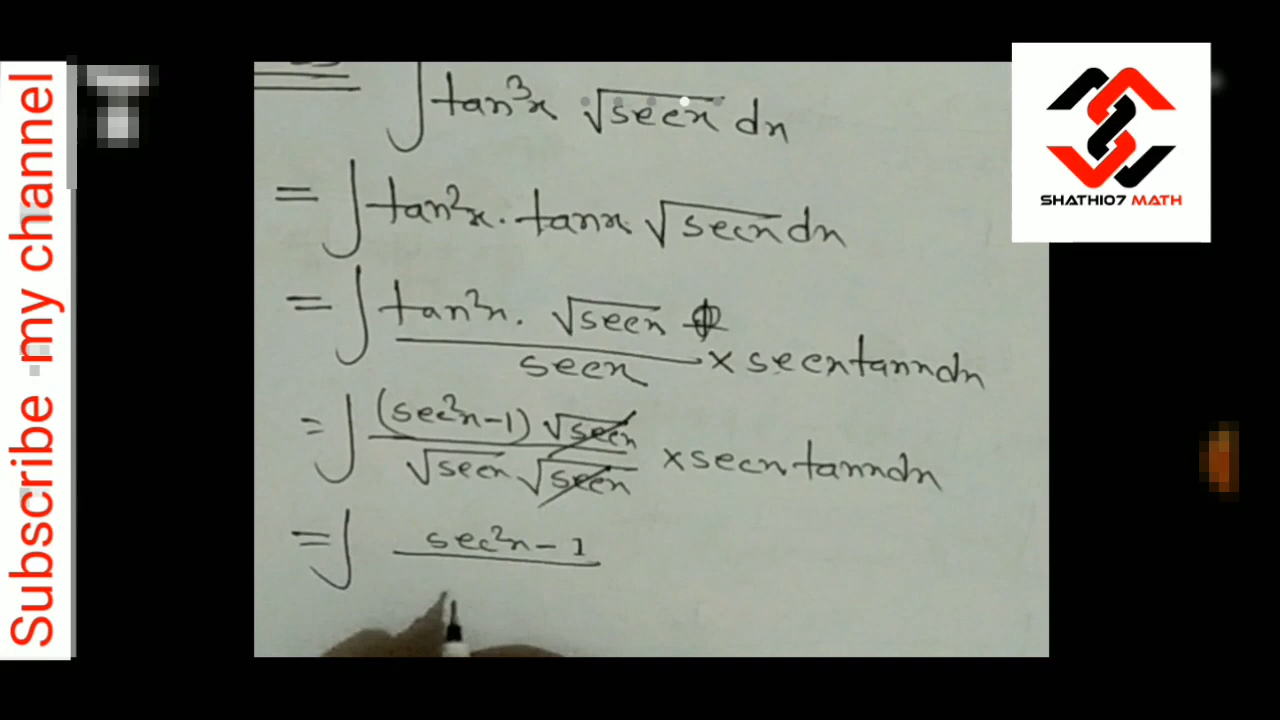 Subscribe my channel
∫tan³x √secx dx
= ∫tan²x. tanx √secx dx
= ∫ tan²x. √secx / secx × secx tanx dx
= ∫ (sec²x-1) √secx / √secx √secx × secx tanx dx
= ∫ sec²x - 1
SHATHI07 MATH